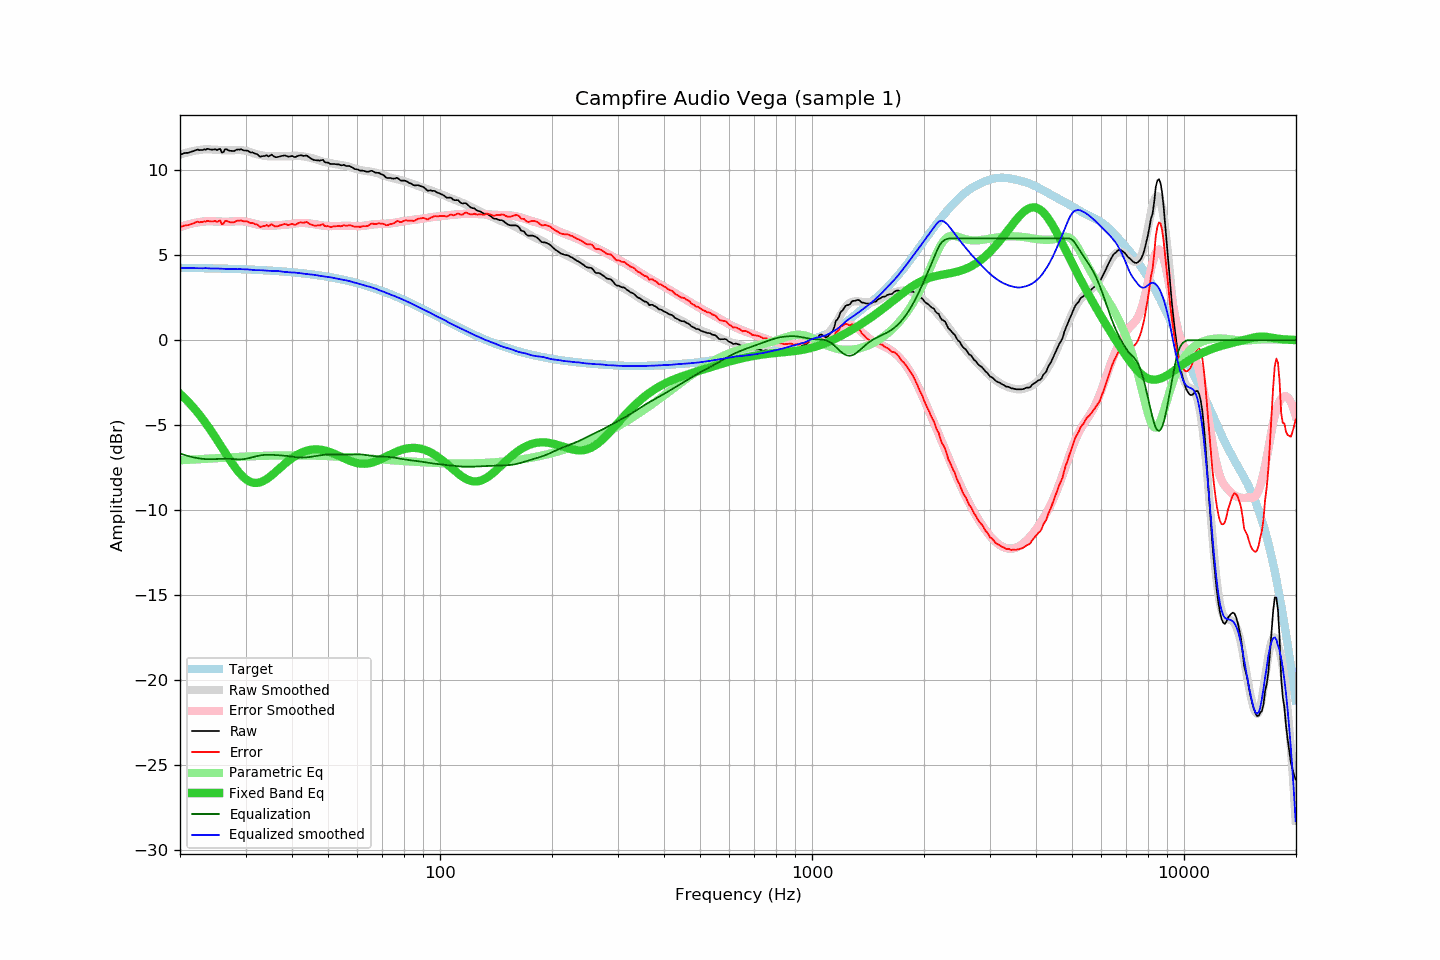 Campfire Audio Vega (sample 1)
10
5
0
−5
−10
−15
−20
−25
−30
Amplitude (dBr)
Target
Raw Smoothed
Error Smoothed
Raw
Error
Parametric Eq
Fixed Band Eq
Equalization
Equalized smoothed
100 1000 10000
Frequency (Hz)